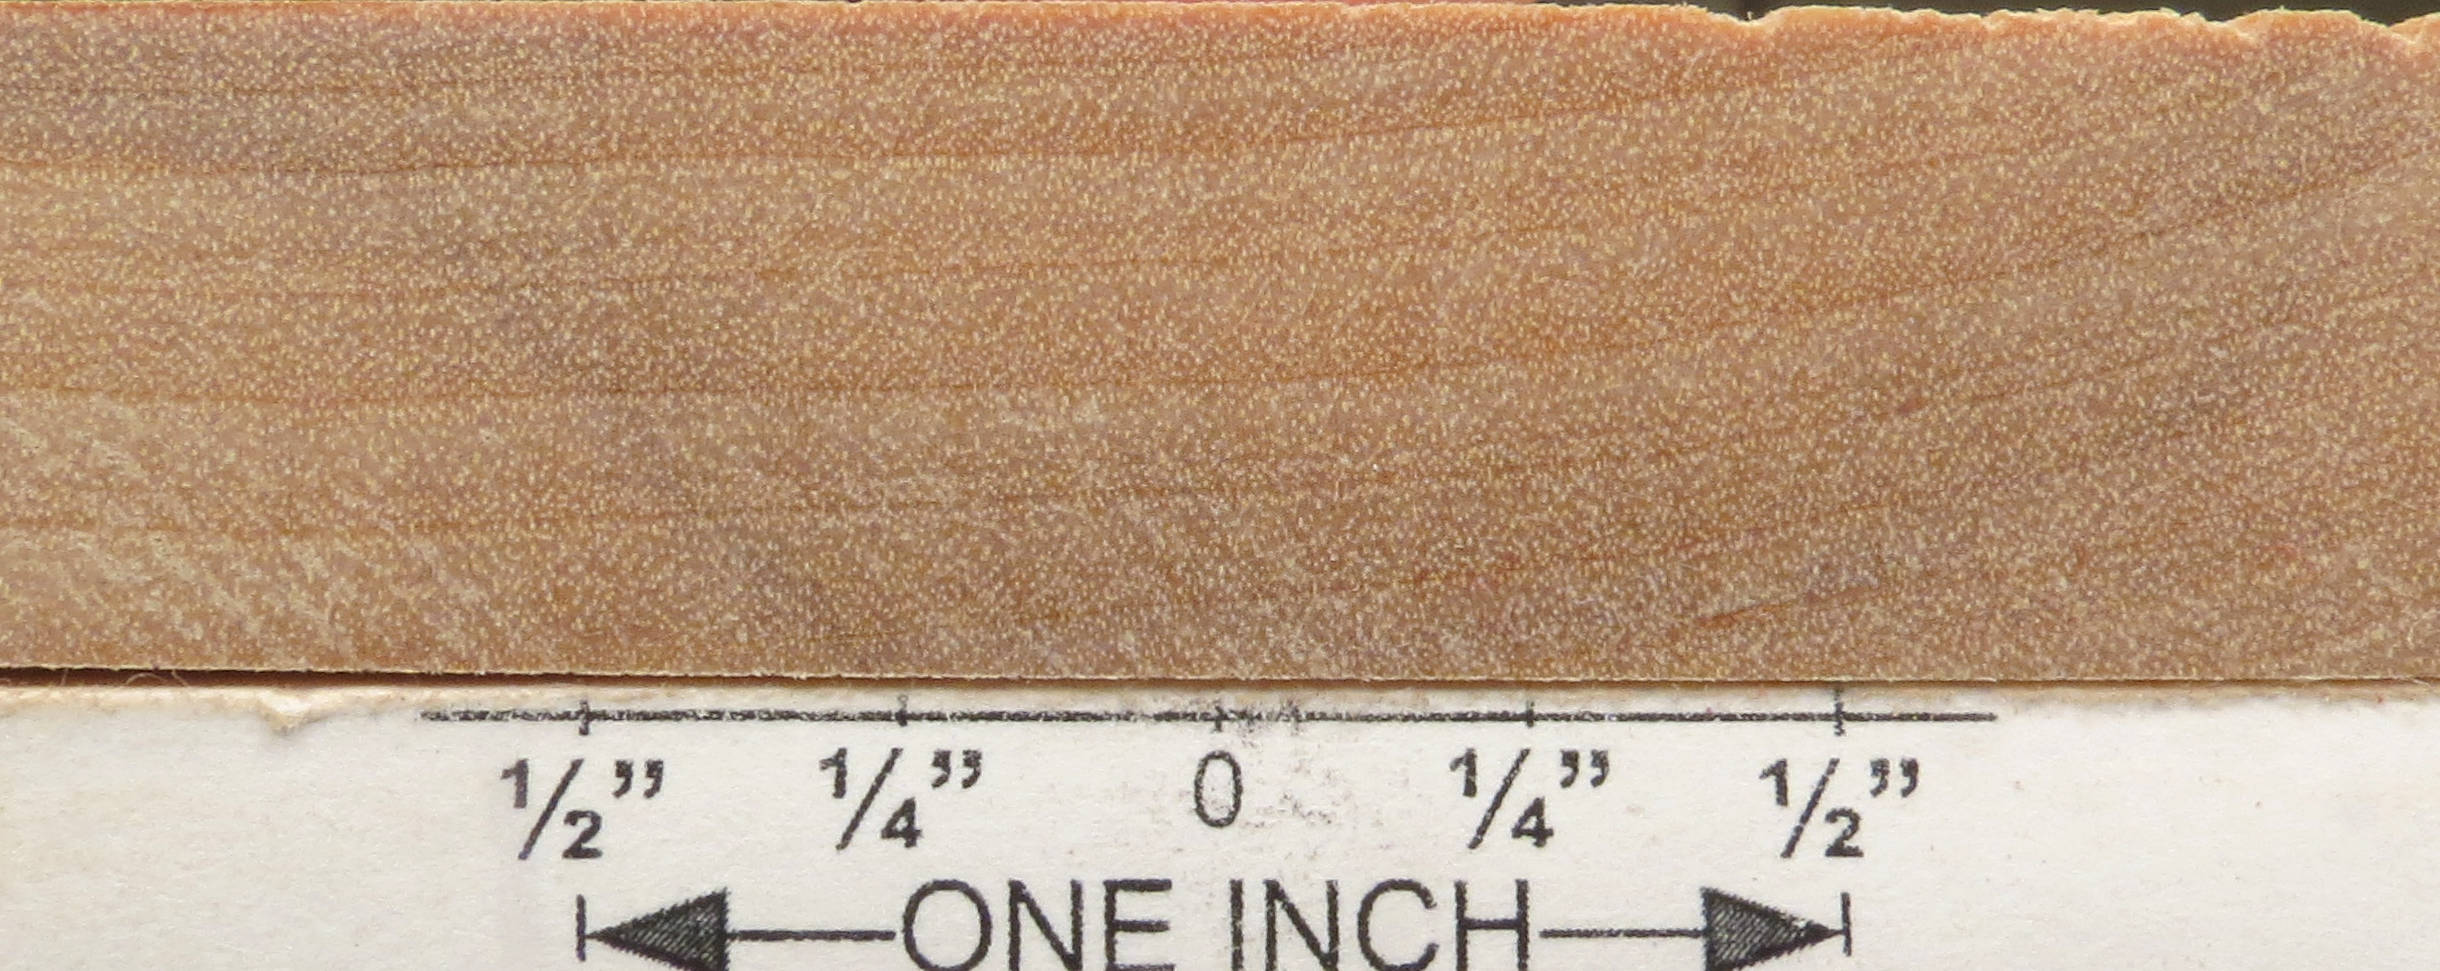 1/2” 1/4” 0 1/4” 1/2”
ONE INCH